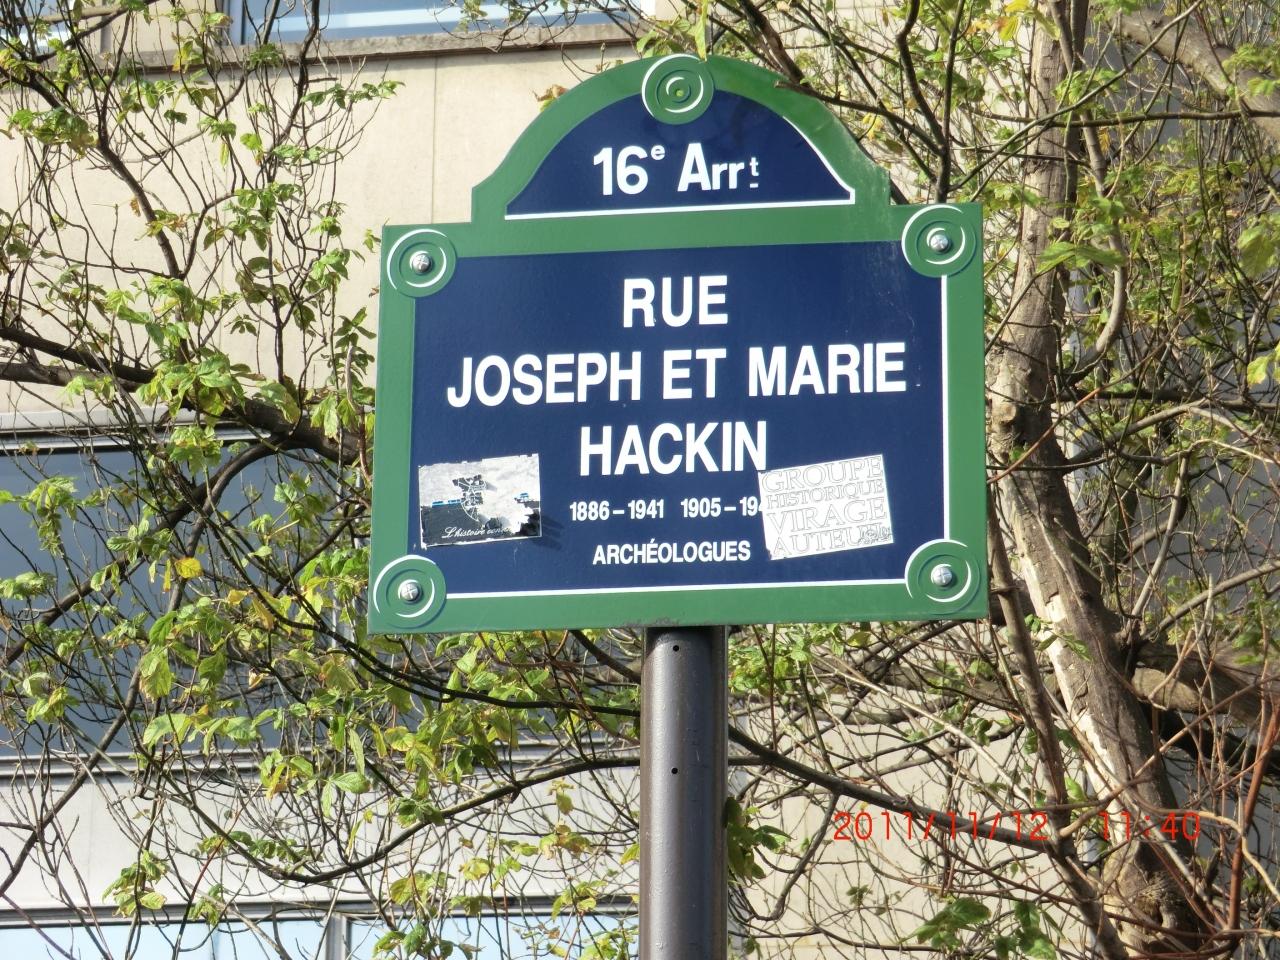 16e Arrt
RUE
JOSEPH ET MARIE
HACKIN
1886–1941 1905–19
ARCHÉOLOGUES
L'histoire
GROUPE
HISTORIQUE
VIRAGE
AUTEUIL
2011/11/12 11:40